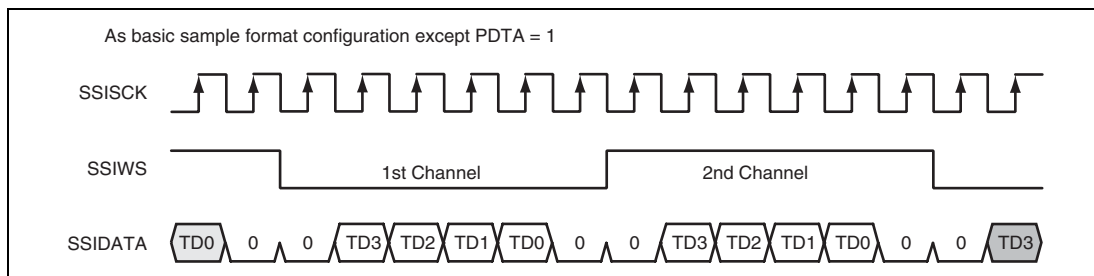 As basic sample format configuration except PDTA = 1
SSISCK
SSIWS 1st Channel 2nd Channel
SSIDATA TD0 0 0 TD3 TD2 TD1 TD0 0 0 TD3 TD2 TD1 TD0 0 0 TD3